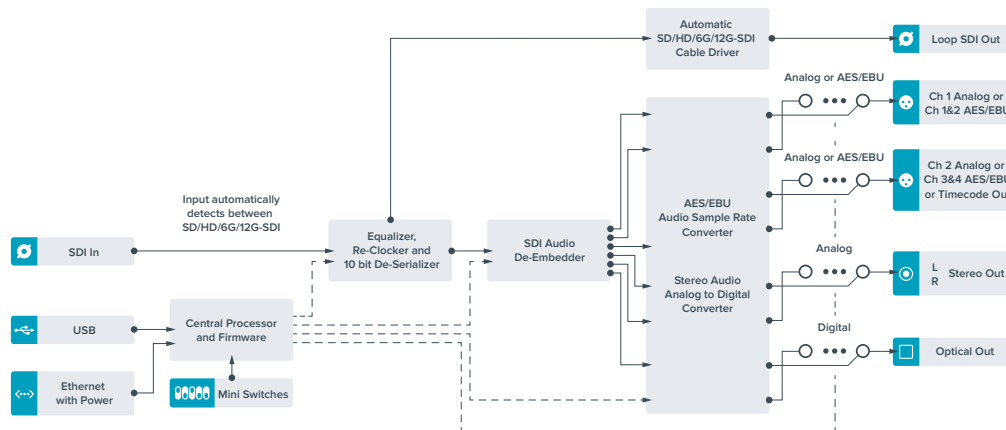 Automatic
SD/HD/6G/12G-SDI
Cable Driver
Loop SDI Out
Analog or AES/EBU
Ch 1 Analog or
Ch 1&2 AES/EBU
Analog or AES/EBU
Ch 2 Analog or
Ch 3&4 AES/EBU
or Timecode Ou
Input automatically
detects between
SD/HD/6G/12G-SDI
SDI In
Equalizer,
Re-Clocker and
10 bit De-Serializer
SDI Audio
De-Embedder
AES/EBU
Audio Sample Rate
Converter
Stereo Audio
Analog to Digital
Converter
Analog
L
R
Stereo Out
USB
Central Processor
and Firmware
Digital
Optical Out
Ethernet
with Power
Mini Switches